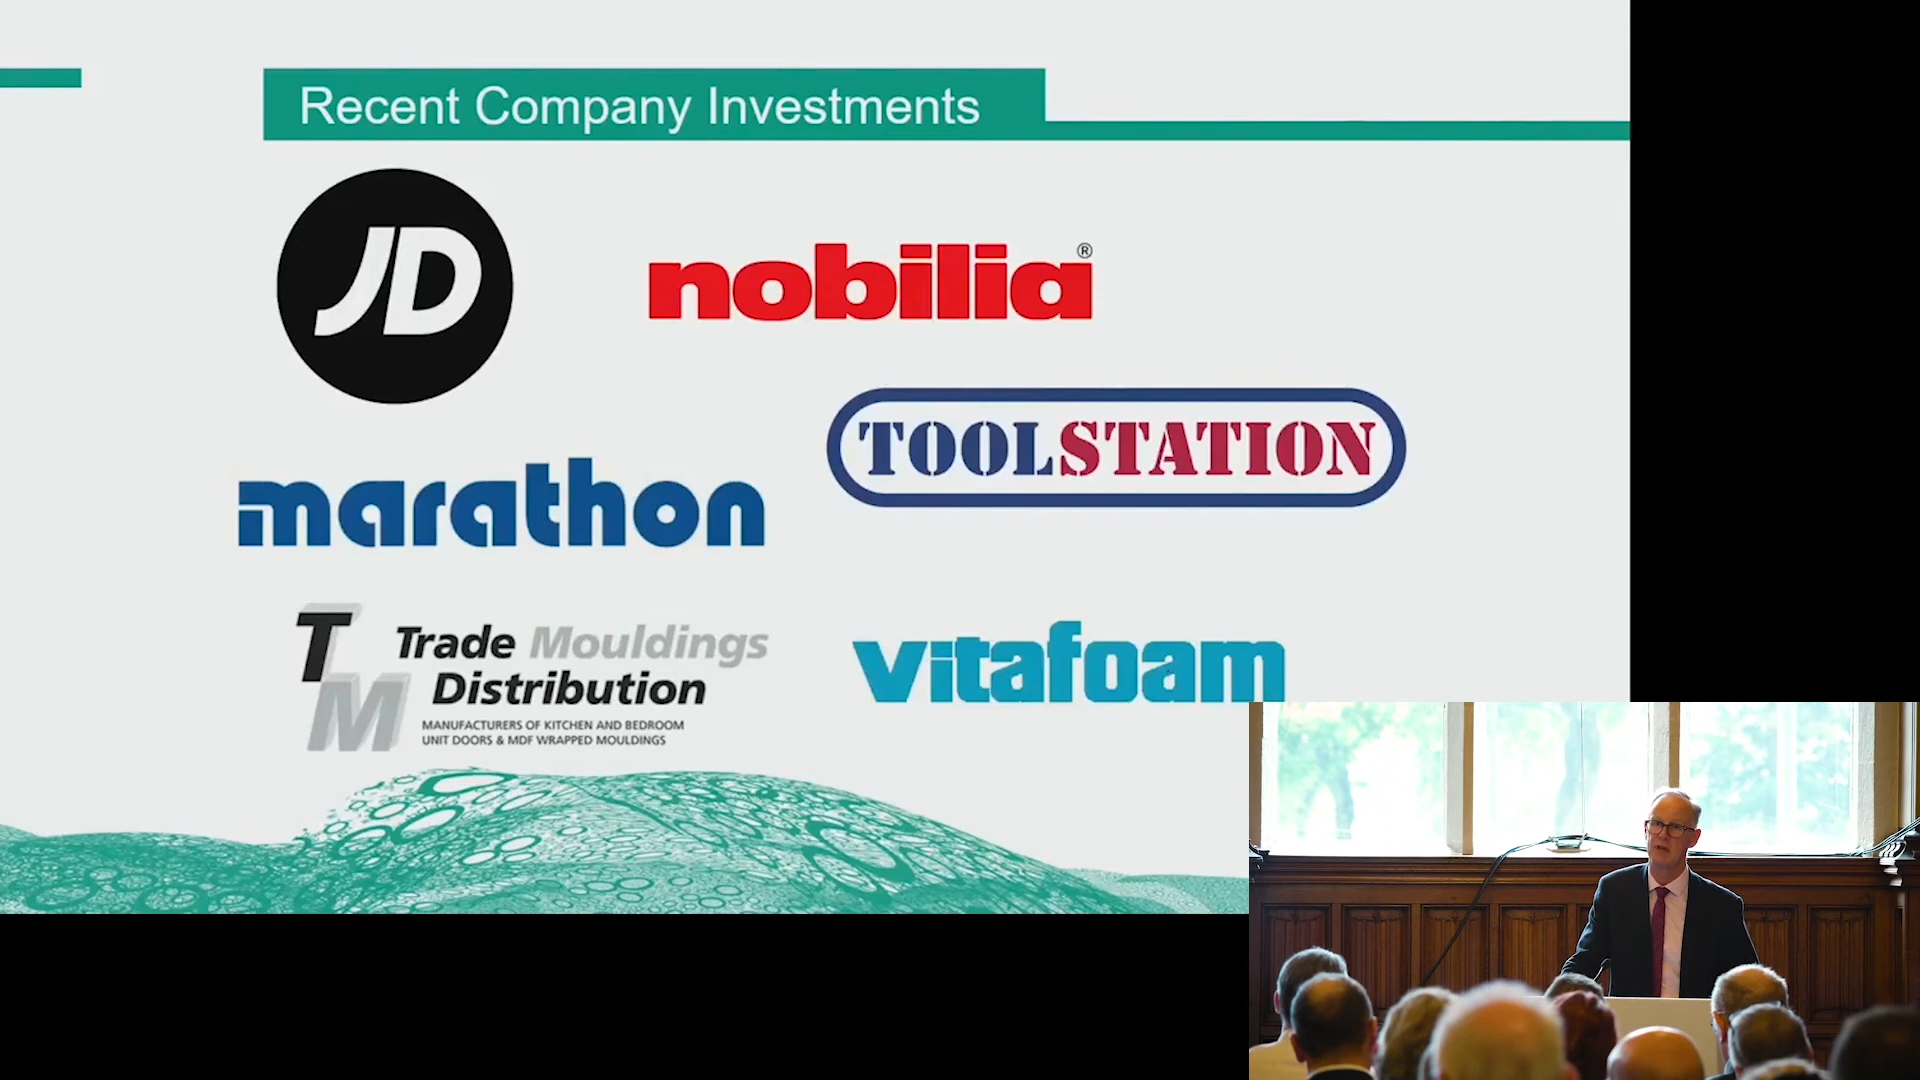 Recent Company Investments
JD
nobilia®
TOOLSTATION
marathon
TM
Trade Mouldings
Distribution
MANUFACTURERS OF KITCHEN AND BEDROOM
UNIT DOORS & MDF WRAPPED MOULDINGS
vitafoam